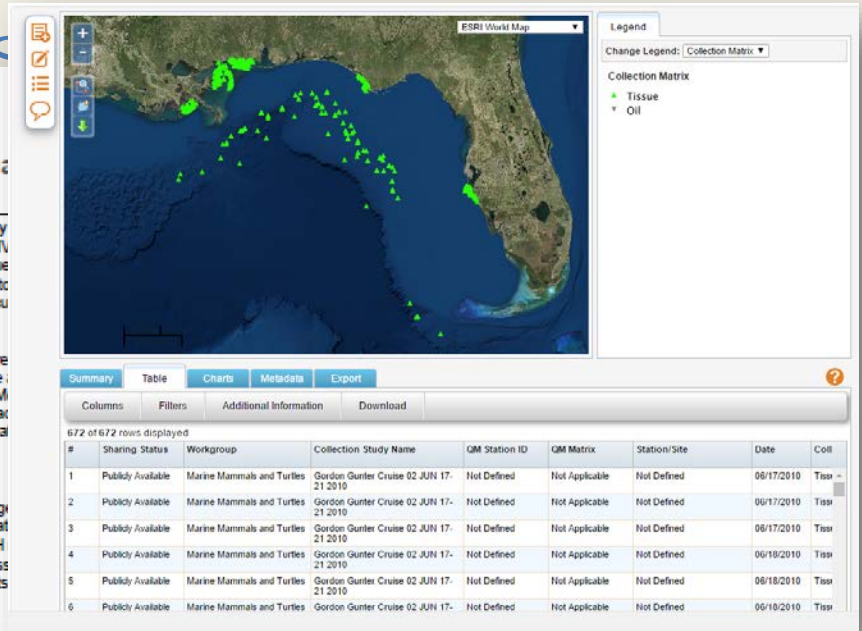 ESRI World Map
Legend
Change Legend: Collection Matrix
Collection Matrix
Tissue
Oil
Summary Table Charts Metadata Export
Columns Filters Additional Information Download
672 of 672 rows displayed
# Sharing Status Workgroup Collection Study Name QM Station ID QM Matrix Station/Site Date Coll
1 Publicly Available Marine Mammals and Turtles Gordon Gunter Cruise 02 JUN 17- Not Defined Not Applicable Not Defined 06/17/2010 Tissu
21 2010
2 Publicly Available Marine Mammals and Turtles Gordon Gunter Cruise 02 JUN 17- Not Defined Not Applicable Not Defined 06/17/2010 Tissu
21 2010
3 Publicly Available Marine Mammals and Turtles Gordon Gunter Cruise 02 JUN 17- Not Defined Not Applicable Not Defined 06/17/2010 Tissu
21 2010
4 Publicly Available Marine Mammals and Turtles Gordon Gunter Cruise 02 JUN 17- Not Defined Not Applicable Not Defined 06/18/2010 Tissu
21 2010
5 Publicly Available Marine Mammals and Turtles Gordon Gunter Cruise 02 JUN 17- Not Defined Not Applicable Not Defined 06/18/2010 Tissu
21 2010
6 Publicly Available Marine Mammals and Turtles Gordon Gunter Cruise 02 JUN 17- Not Defined Not Applicable Not Defined 06/18/2010 Tissu